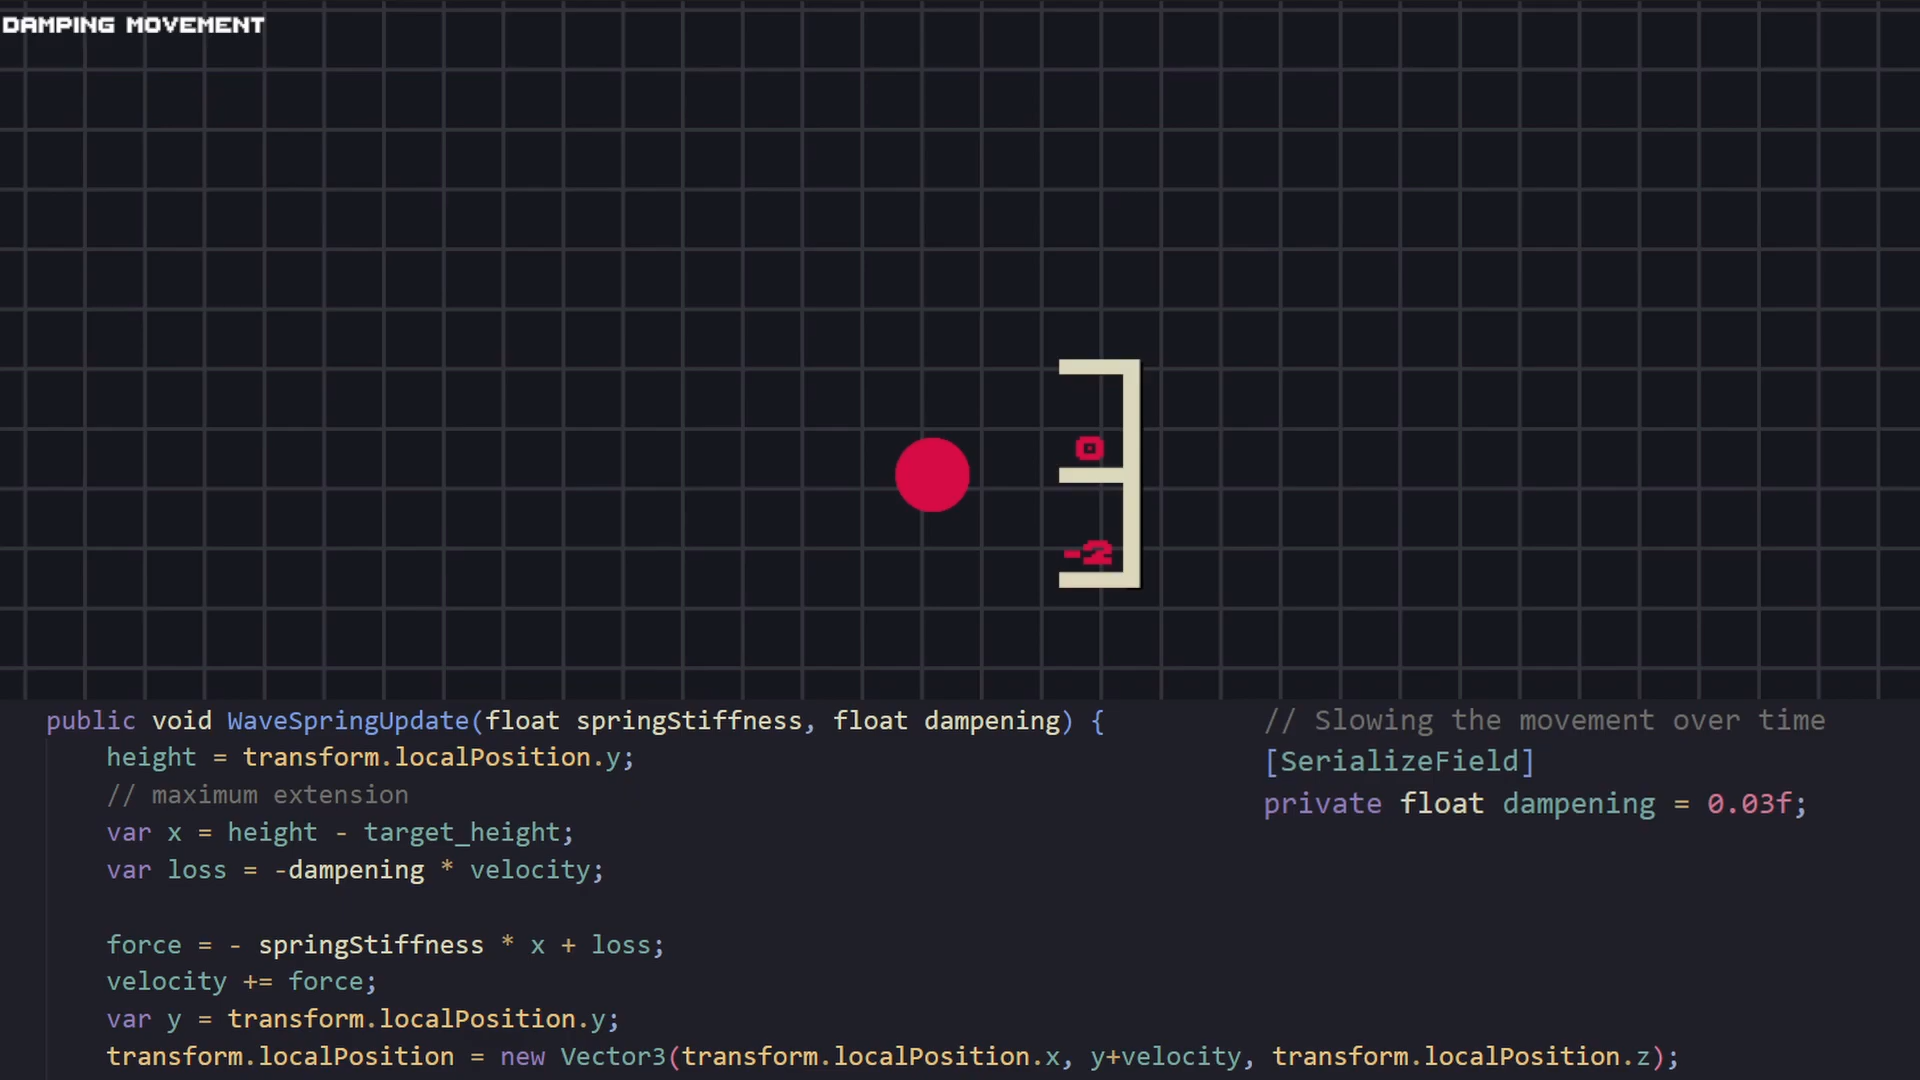 DAMPING MOVEMENT
0
-2
public void WaveSpringUpdate(float springStiffness, float dampening) {
height = transform.localPosition.y;
// maximum extension
var x = height - target_height;
var loss = -dampening * velocity;
force = - springStiffness * x + loss;
velocity += force;
var y = transform.localPosition.y;
transform.localPosition = new Vector3(transform.localPosition.x, y+velocity, transform.localPosition.z);
// Slowing the movement over time
[SerializeField]
private float dampening = 0.03f;